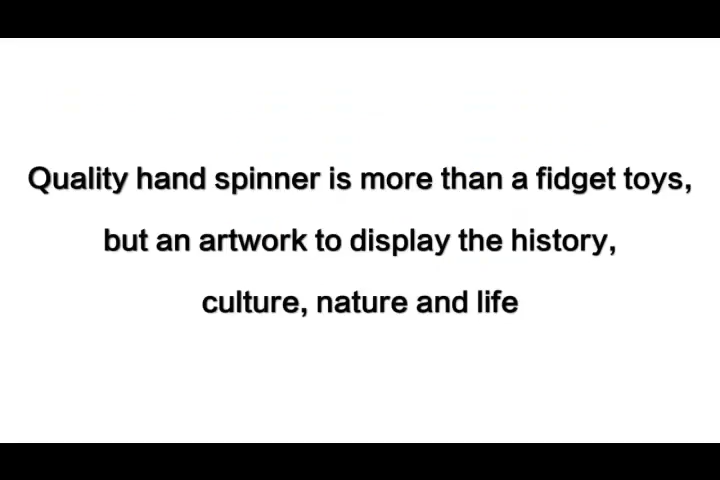 Quality hand spinner is more than a fidget toys,
but an artwork to display the history,
culture, nature and life